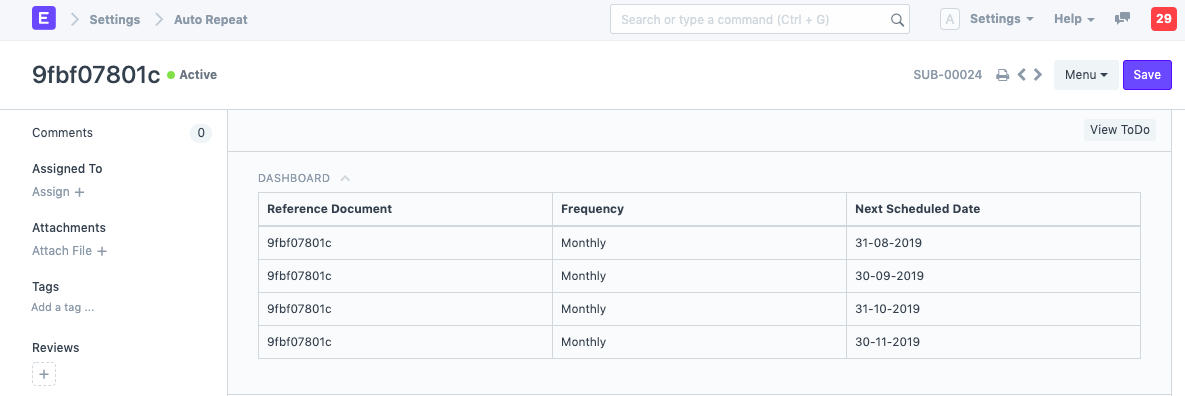 E Settings Auto Repeat Search or type a command (Ctrl + G) A Settings Help 29
9fbf07801c Active SUB-00024 Menu Save
Comments 0
View ToDo
Assigned To
Assign +
Attachments
Attach File +
Tags
Add a tag ...
Reviews
+
DASHBOARD
Reference Document Frequency Next Scheduled Date
9fbf07801c Monthly 31-08-2019
9fbf07801c Monthly 30-09-2019
9fbf07801c Monthly 31-10-2019
9fbf07801c Monthly 30-11-2019